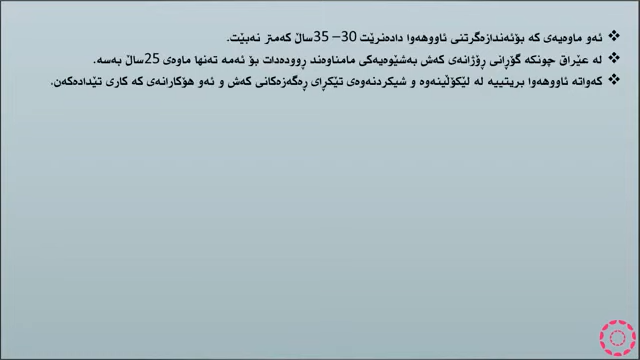 ❖ ئەو ماوەیەی کە بۆئەندازەگرتنی ئاووهەوا دادەنرێت 30– 35ساڵ کەمتر نەبێت.
❖ لە عێراق چونکە گۆڕانی ڕۆژانەی کەش بەشێوەیەکی مامناوەند ڕوودەدات بۆ ئەمە تەنها ماوەی 25ساڵ بەسە.
❖ کەواتە ئاووهەوا بریتییە لە لێکۆڵینەوە و شیکردنەوەی تێکڕای ڕەگەزەکانی کەش و ئەو هۆکارانەی کە کاری تێدادەکەن.